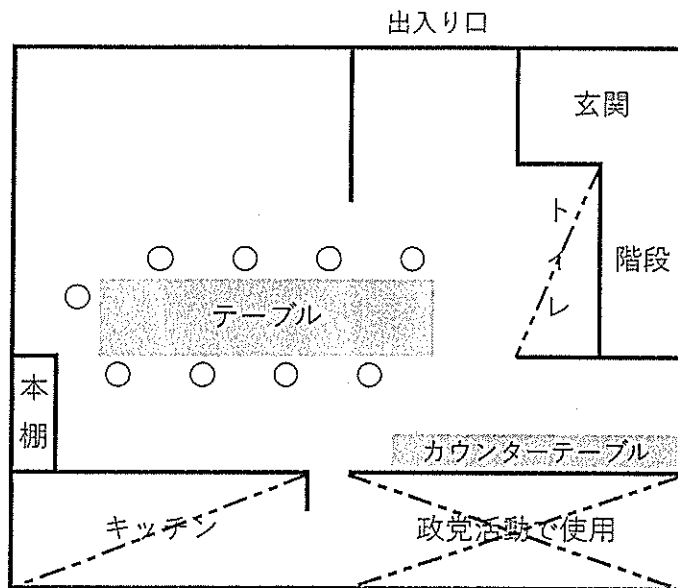 出入り口
玄関
トイレ
階段
テーブル
本棚
カウンターテーブル
キッチン
政党活動で使用